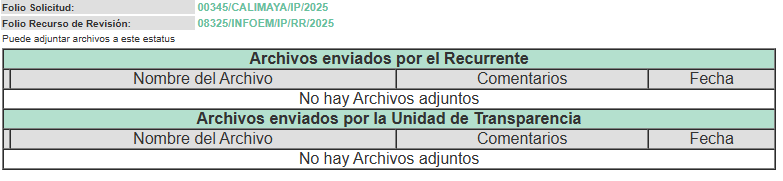 Folio Solicitud: 00345/CALIMAYA/IP/2025
Folio Recurso de Revisión: 08325/INFOEM/IP/RR/2025
Puede adjuntar archivos a este estatus
Archivos enviados por el Recurrente
Nombre del Archivo Comentarios Fecha
No hay Archivos adjuntos
Archivos enviados por la Unidad de Transparencia
Nombre del Archivo Comentarios Fecha
No hay Archivos adjuntos